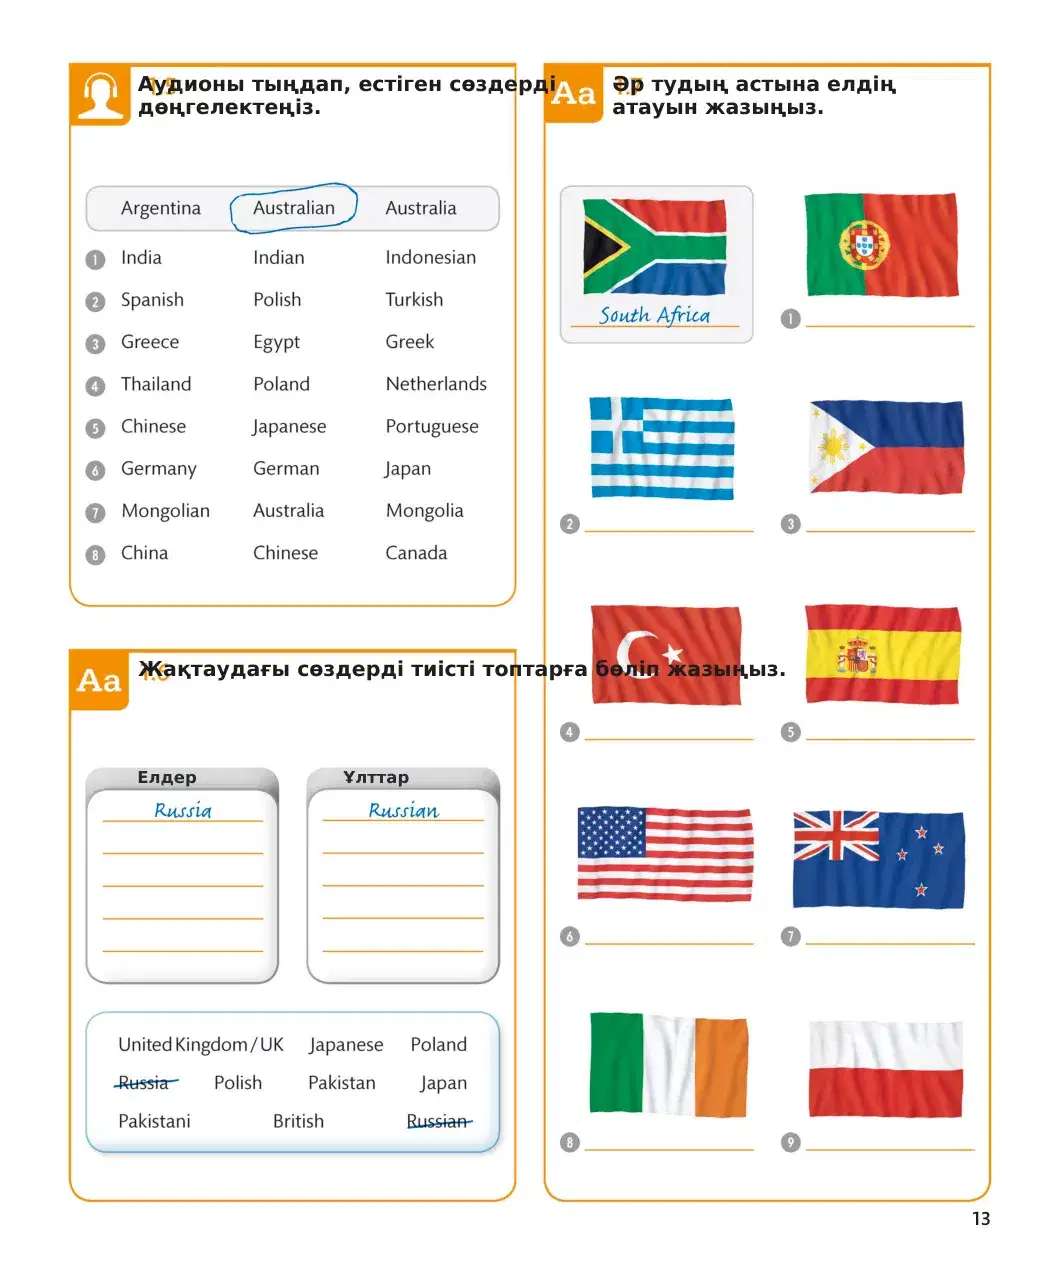 Аудионы тыңдап, естіген сөздерді
дөңгелектеңіз.
Argentina Australian Australia
1 India Indian Indonesian
2 Spanish Polish Turkish
3 Greece Egypt Greek
4 Thailand Poland Netherlands
5 Chinese Japanese Portuguese
6 Germany German Japan
7 Mongolian Australia Mongolia
8 China Chinese Canada
Aa Жақтаудағы сөздерді тиісті топтарға бөліп жазыңыз.
Елдер Ұлттар
Russia Russian
United Kingdom / UK Japanese Poland
Russia Polish Pakistan Japan
Pakistani British Russian
Aa Әр тудың астына елдің
атауын жазыңыз.
South Africa 1
2 3
4 5
6 7
8 9
13